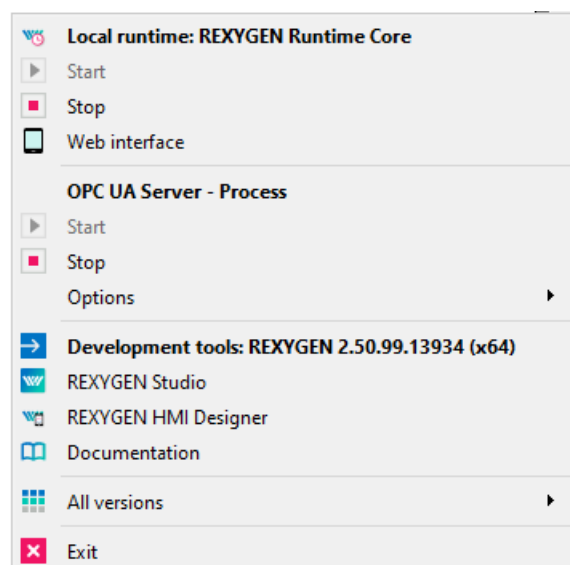 Local runtime: REXYGEN Runtime Core
Start
Stop
Web interface
OPC UA Server - Process
Start
Stop
Options
Development tools: REXYGEN 2.50.99.13934 (x64)
REXYGEN Studio
REXYGEN HMI Designer
Documentation
All versions
Exit